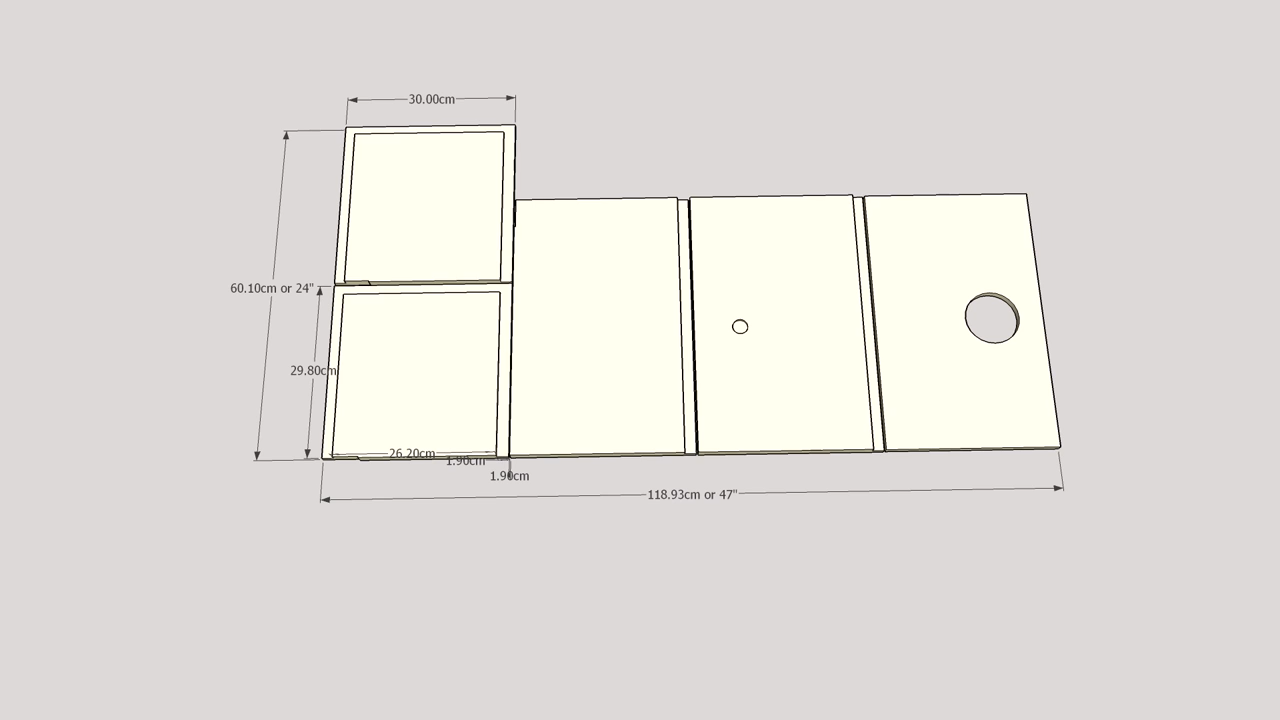 30.00cm
60.10cm or 24"
29.80cm
26.20cm
1.90cm
1.90cm
118.93cm or 47"